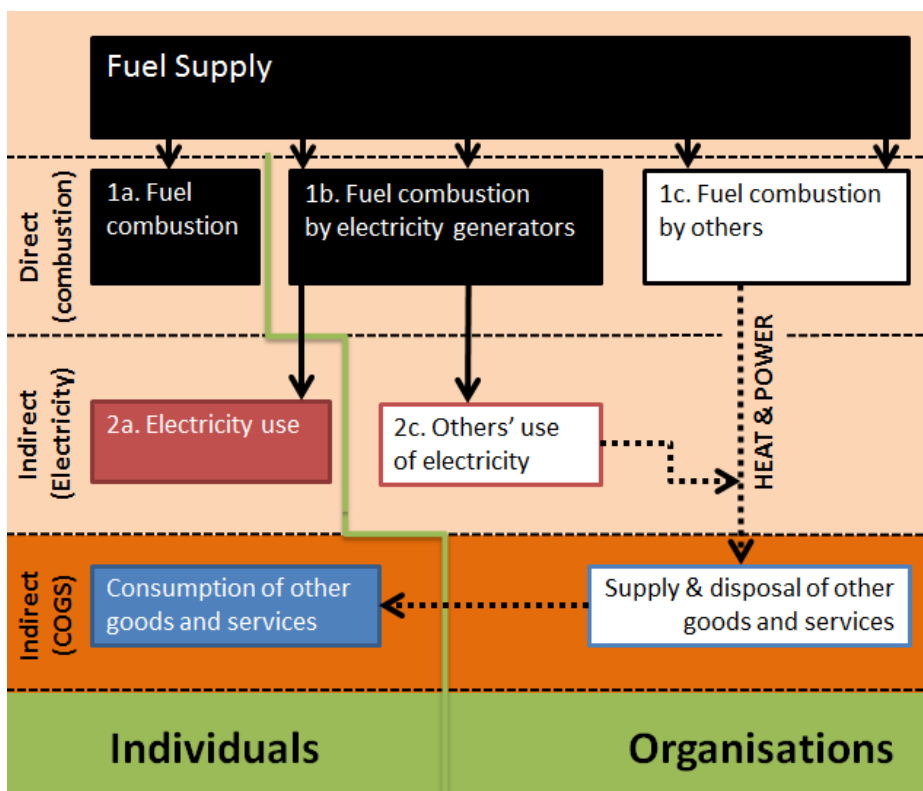 Fuel Supply
Direct
(combustion)
1a. Fuel
combustion
1b. Fuel combustion
by electricity generators
1c. Fuel combustion
by others
HEAT & POWER
Indirect
(Electricity)
2a. Electricity use
2c. Others’ use
of electricity
Indirect
(COGS)
Consumption of other
goods and services
Supply & disposal of other
goods and services
Individuals
Organisations